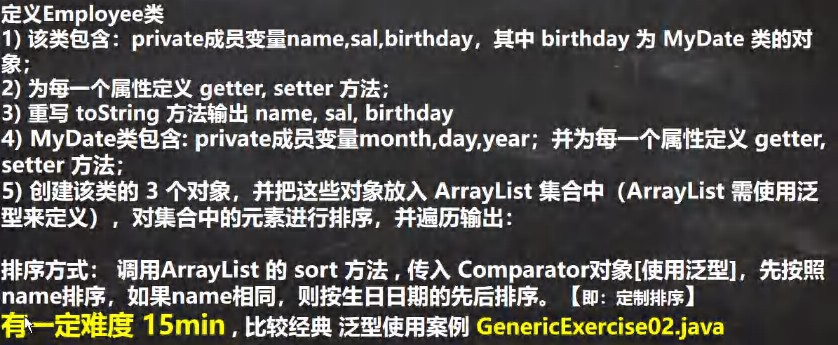 定义Employee类
1) 该类包含：private成员变量name,sal,birthday，其中 birthday 为 MyDate 类的对
象；
2) 为每一个属性定义 getter, setter 方法；
3) 重写 toString 方法输出 name, sal, birthday
4) MyDate类包含: private成员变量month,day,year；并为每一个属性定义 getter,
setter 方法；
5) 创建该类的 3 个对象，并把这些对象放入 ArrayList 集合中（ArrayList 需使用泛
型来定义），对集合中的元素进行排序，并遍历输出：
排序方式： 调用ArrayList 的 sort 方法 , 传入 Comparator对象[使用泛型]，先按照
name排序，如果name相同，则按生日日期的先后排序。【即：定制排序】
有一定难度 15min , 比较经典 泛型使用案例 GenericExercise02.java